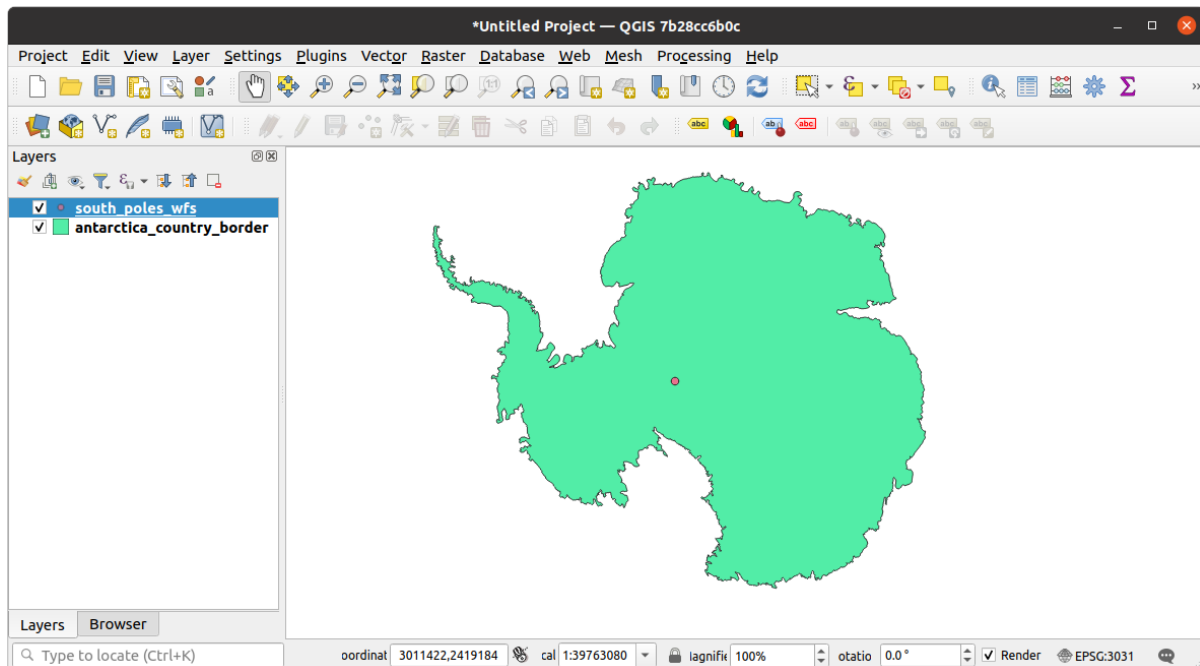 *Untitled Project — QGIS 7b28cc6b0c
Project Edit View Layer Settings Plugins Vector Raster Database Web Mesh Processing Help
Layers
south_poles_wfs
antarctica_country_border
Layers Browser
Type to locate (Ctrl+K) oordinat 3011422,2419184 cal 1:39763080 lagnifie 100% otatio 0.0 ° Render EPSG:3031